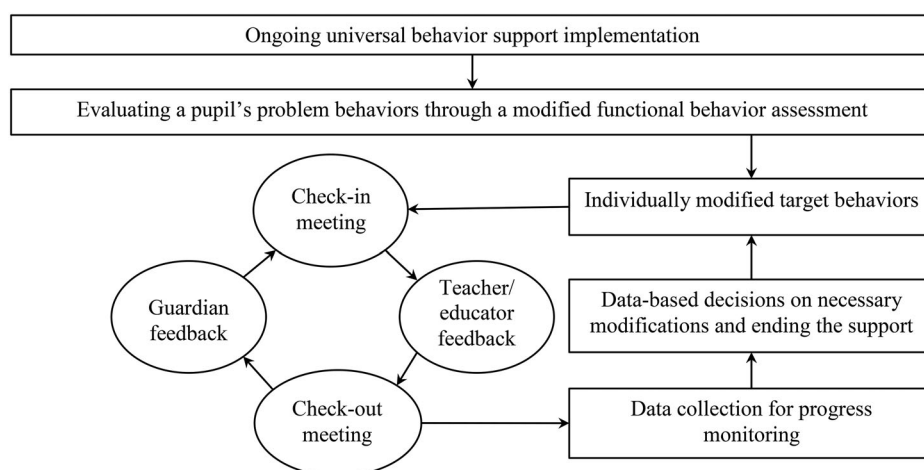 Ongoing universal behavior support implementation
Evaluating a pupil’s problem behaviors through a modified functional behavior assessment
Check-in
meeting
Individually modified target behaviors
Guardian
feedback
Teacher/
educator
feedback
Data-based decisions on necessary
modifications and ending the support
Check-out
meeting
Data collection for progress
monitoring